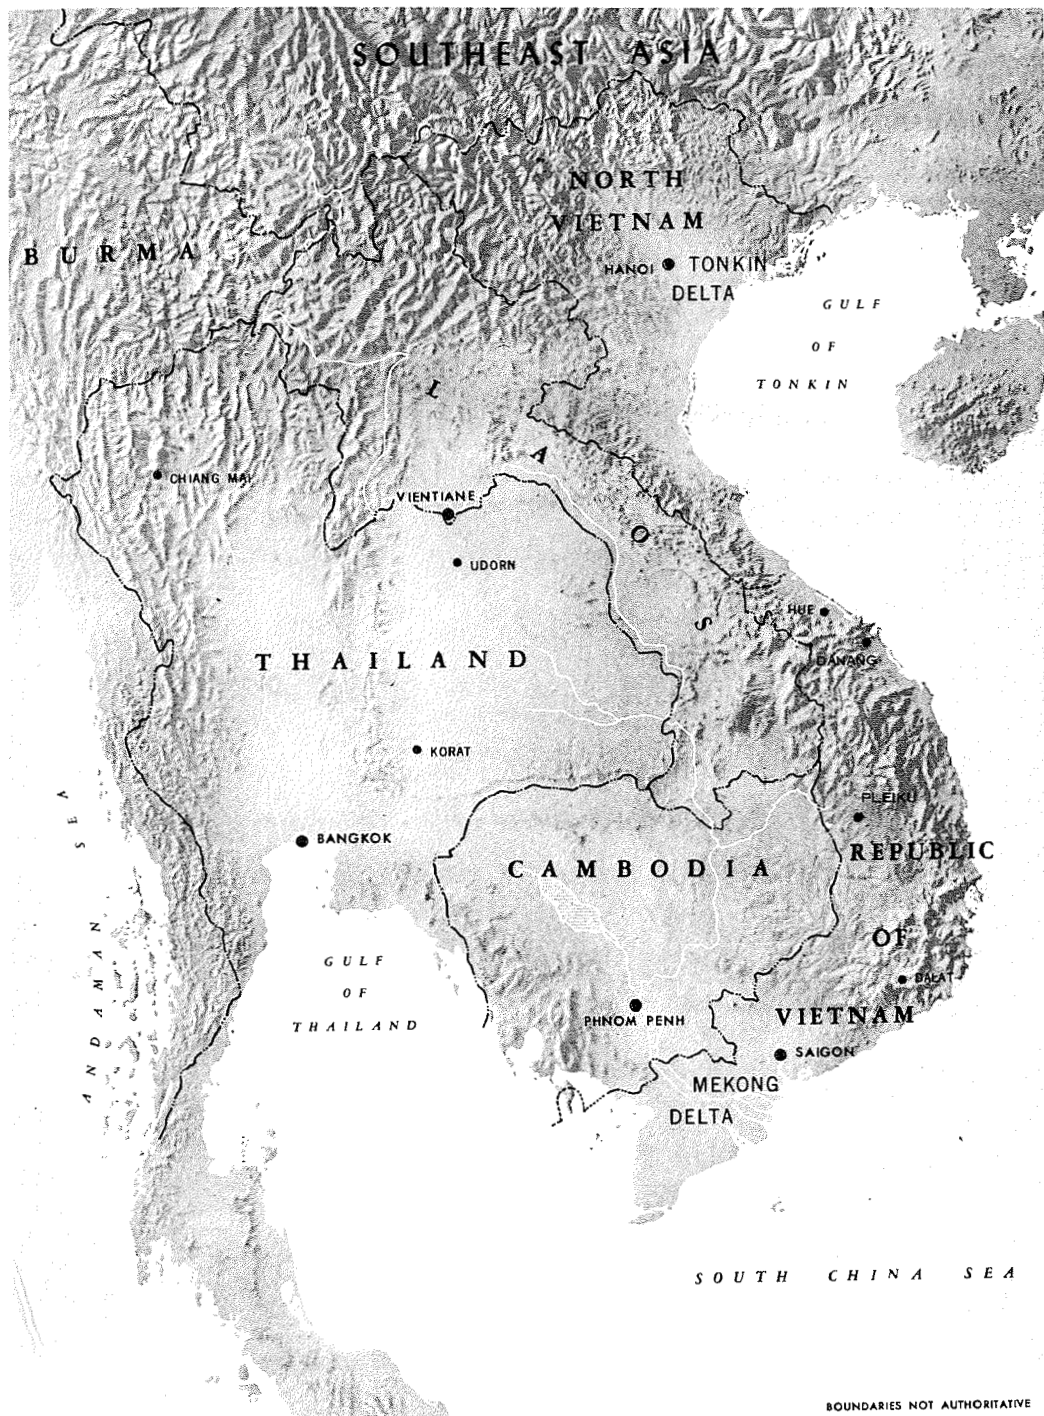 SOUTHEAST ASIA
NORTH
VIETNAM
BURMA
HANOI
TONKIN
DELTA
GULF
OF
TONKIN
LAOS
CHIANG MAI
VIENTIANE
UDORN
HUE
DANANG
THAILAND
KORAT
PLEIKU
BANGKOK
REPUBLIC
CAMBODIA
OF
ANDAMAN SEA
GULF
OF
THAILAND
DALAT
PHNOM PENH
VIETNAM
SAIGON
MEKONG
DELTA
SOUTH CHINA SEA
BOUNDARIES NOT AUTHORITATIVE